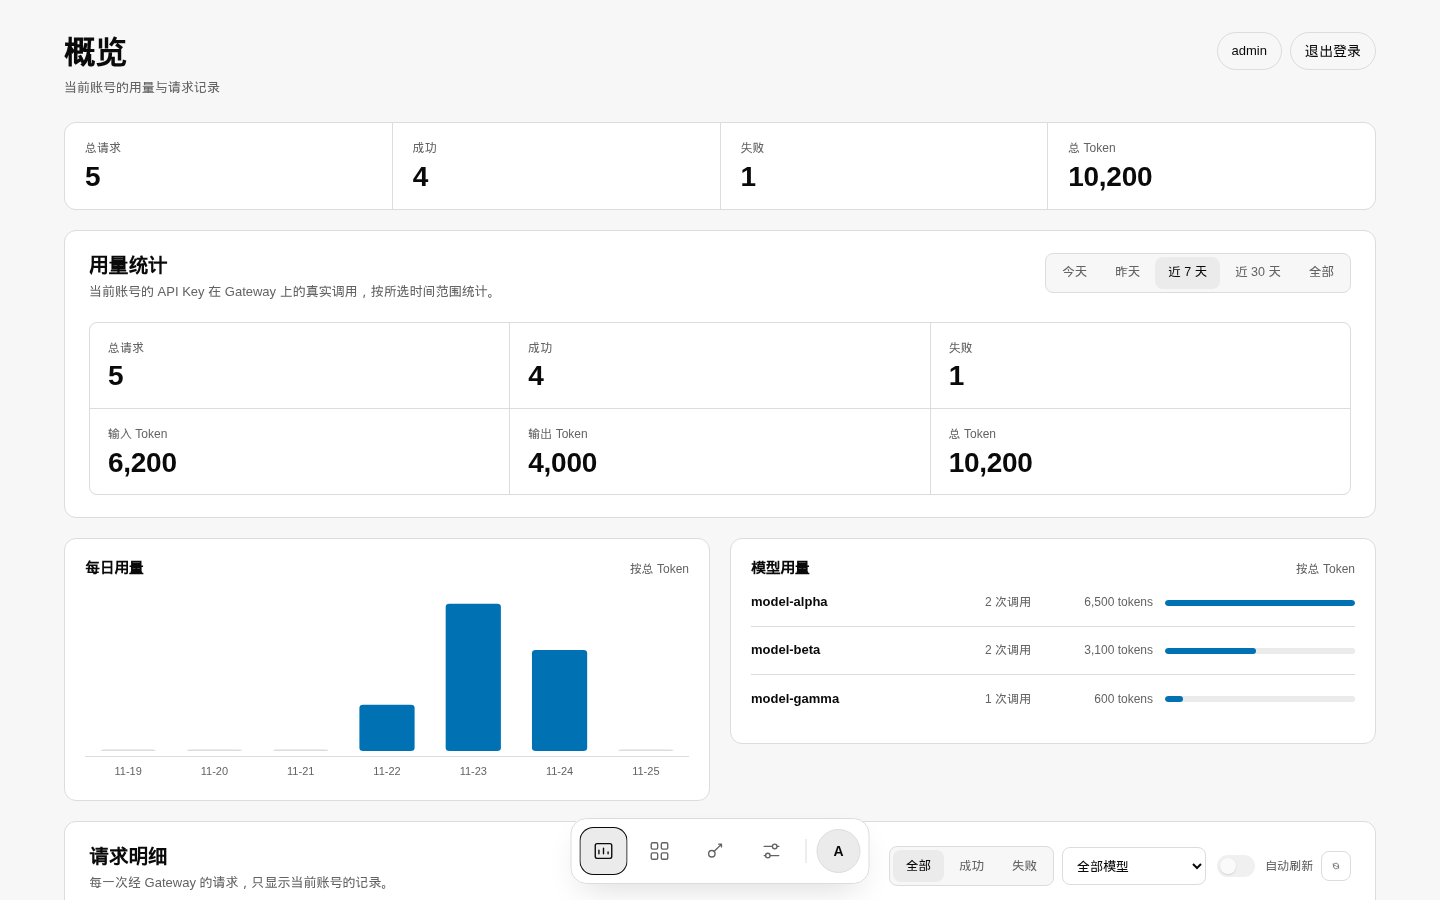 概览
admin
退出登录
当前账号的用量与请求记录
总请求
成功
失败
总 Token
5
4
1
10,200
用量统计
今天
昨天
近 7 天
近 30 天
全部
当前账号的 API Key 在 Gateway 上的真实调用，按所选时间范围统计。
总请求
成功
失败
5
4
1
输入 Token
输出 Token
总 Token
6,200
4,000
10,200
每日用量
按总 Token
11-19
11-20
11-21
11-22
11-23
11-24
11-25
模型用量
按总 Token
model-alpha
2 次调用
6,500 tokens
model-beta
2 次调用
3,100 tokens
model-gamma
1 次调用
600 tokens
请求明细
每一次经 Gateway 的请求，只显示当前账号的记录。
A
全部
成功
失败
全部模型
自动刷新